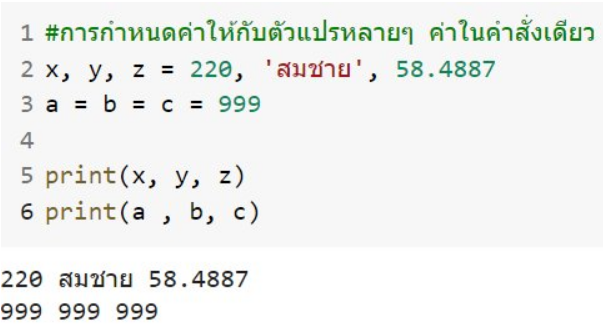 1 #การกำหนดค่าให้กับตัวแปรหลายๆ ค่าในคำสั่งเดียว
2 x, y, z = 220, 'สมชาย', 58.4887
3 a = b = c = 999
4
5 print(x, y, z)
6 print(a , b, c)
220 สมชาย 58.4887
999 999 999